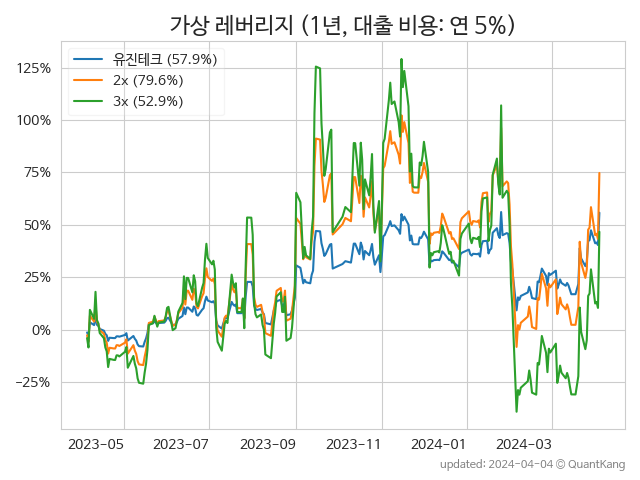 가상 레버리지 (1년, 대출 비용: 연 5%)
유진테크 (57.9%)
2x (79.6%)
3x (52.9%)
125%
100%
75%
50%
25%
0%
−25%
2023-05
2023-07
2023-09
2023-11
2024-01
2024-03
updated: 2024-04-04 © QuantKang